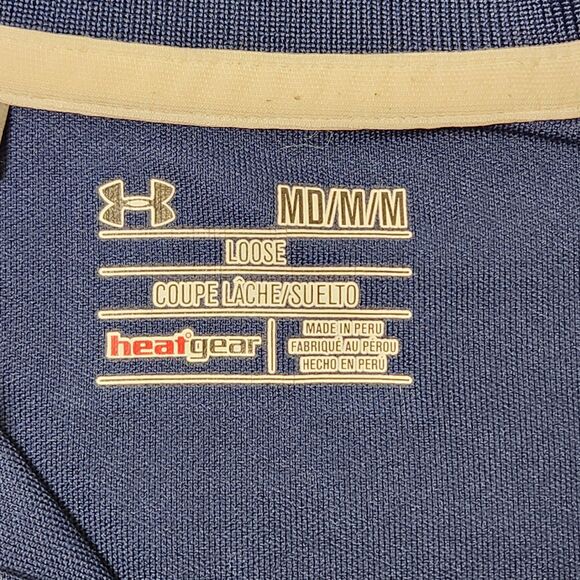 MD/M/M
LOOSE
COUPE LÂCHE/SUELTO
heatgear
MADE IN PERU
FABRIQUÉ AU PÉROU
HECHO EN PERÚ